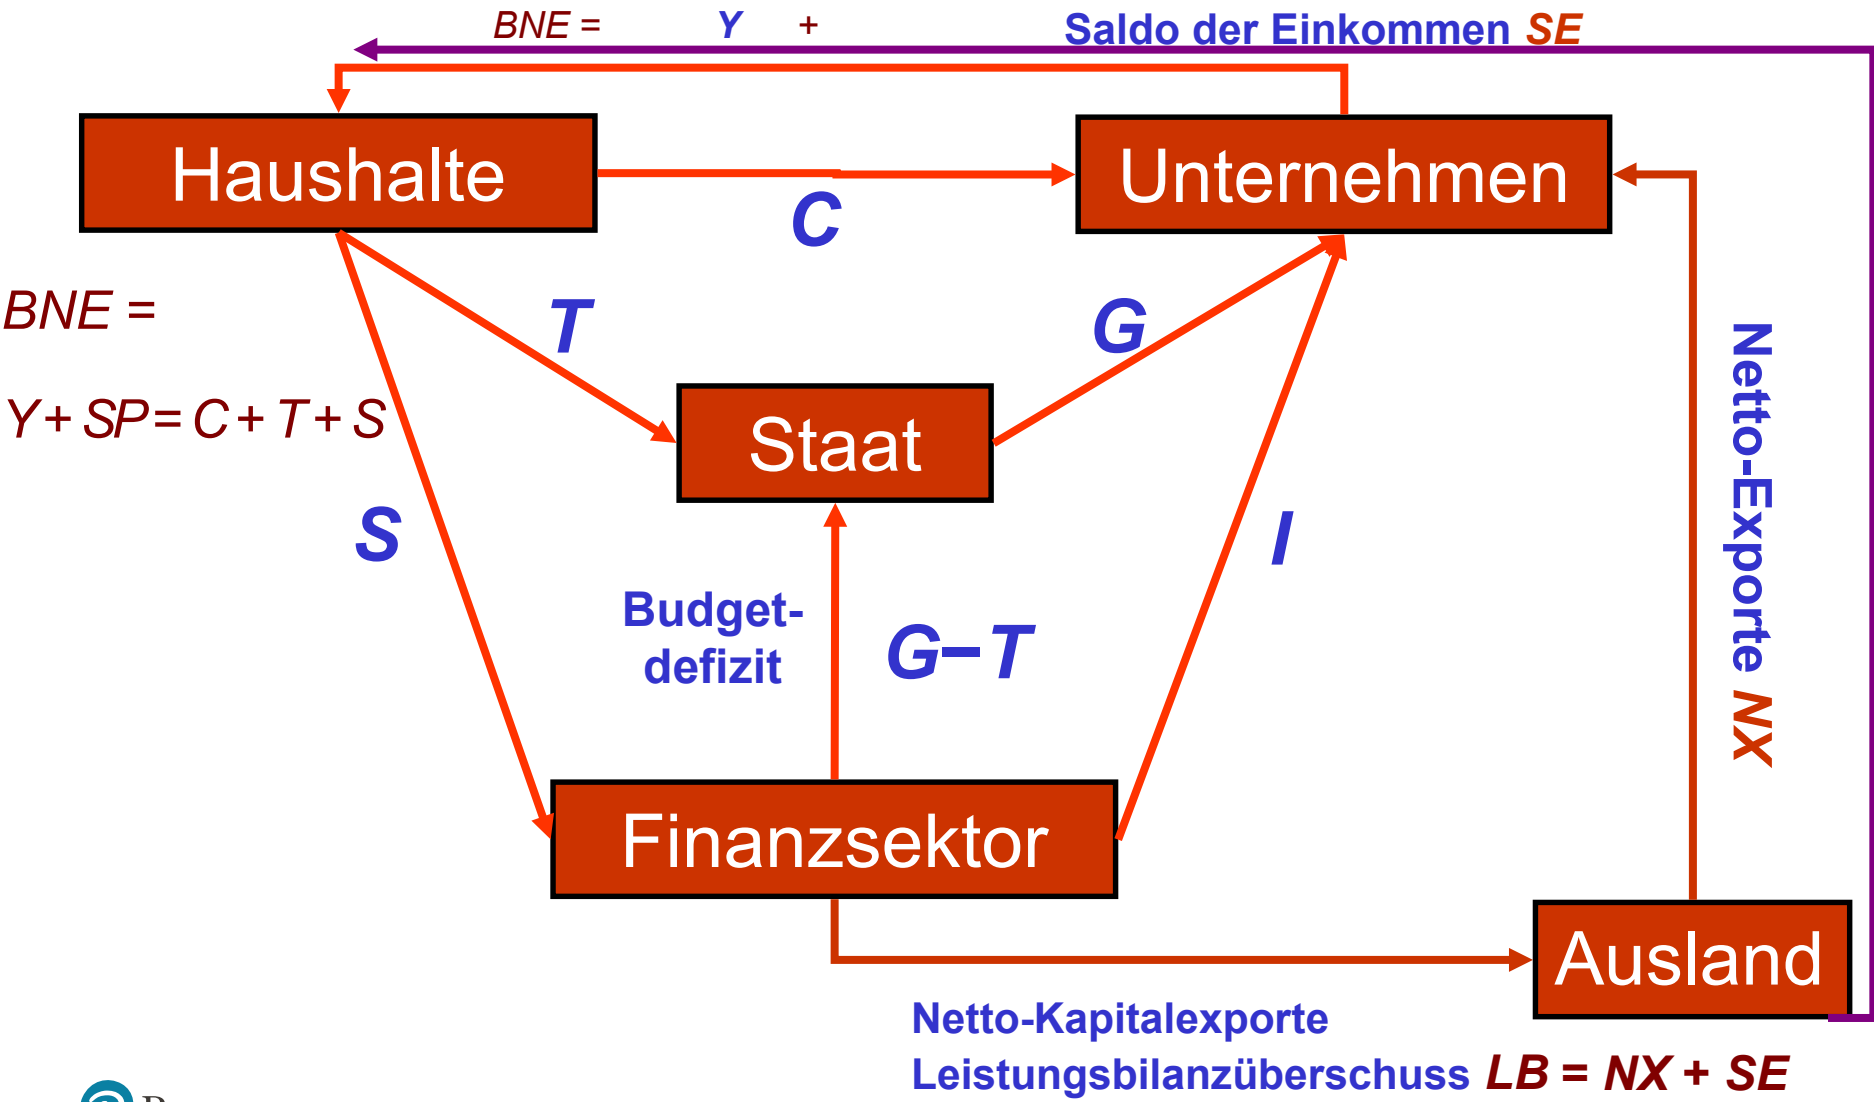 BNE = Y + Saldo der Einkommen SE
Haushalte
Unternehmen
C
BNE =
Y + SP = C + T + S
T
G
Staat
S
I
Budget-
defizit
G–T
Netto-Exporte NX
Finanzsektor
Ausland
Netto-Kapitalexporte
Leistungsbilanzüberschuss LB = NX + SE